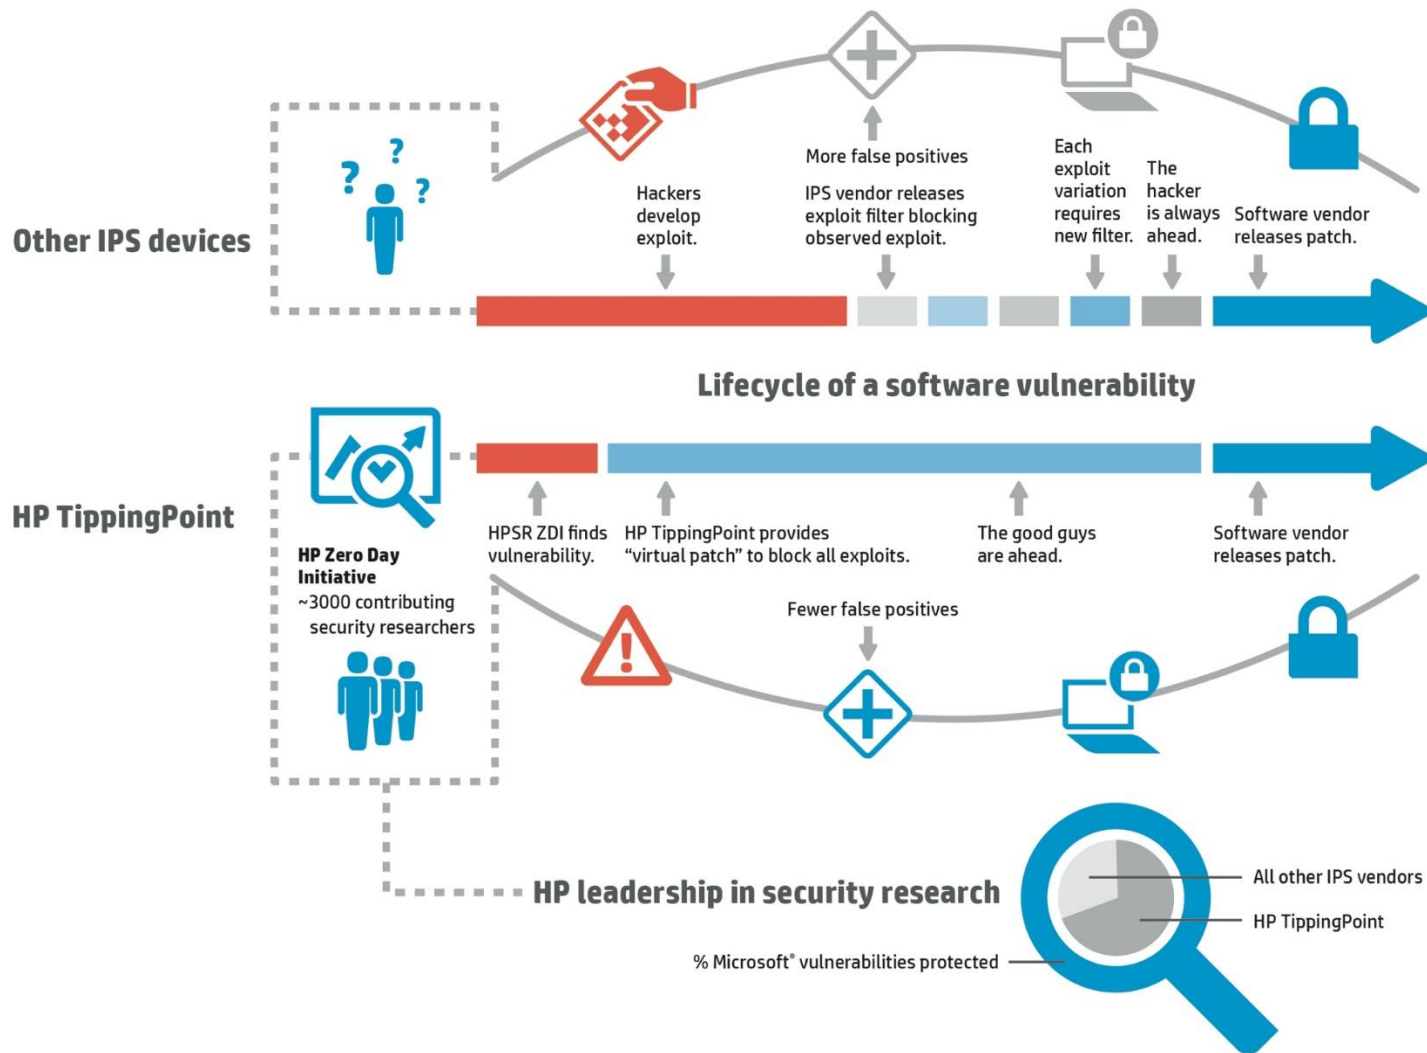 More false positives
Hackers
develop
exploit.
IPS vendor releases
exploit filter blocking
observed exploit.
Each
exploit
variation
requires
new filter.
The
hacker
is always
ahead.
Software vendor
releases patch.
Other IPS devices
? ? ?
Lifecycle of a software vulnerability
HP TippingPoint
HP Zero Day
Initiative
~3000 contributing
security researchers
HPSR ZDI finds
vulnerability.
HP TippingPoint provides
“virtual patch” to block all exploits.
The good guys
are ahead.
Software vendor
releases patch.
Fewer false positives
!
HP leadership in security research
All other IPS vendors
HP TippingPoint
% Microsoft® vulnerabilities protected